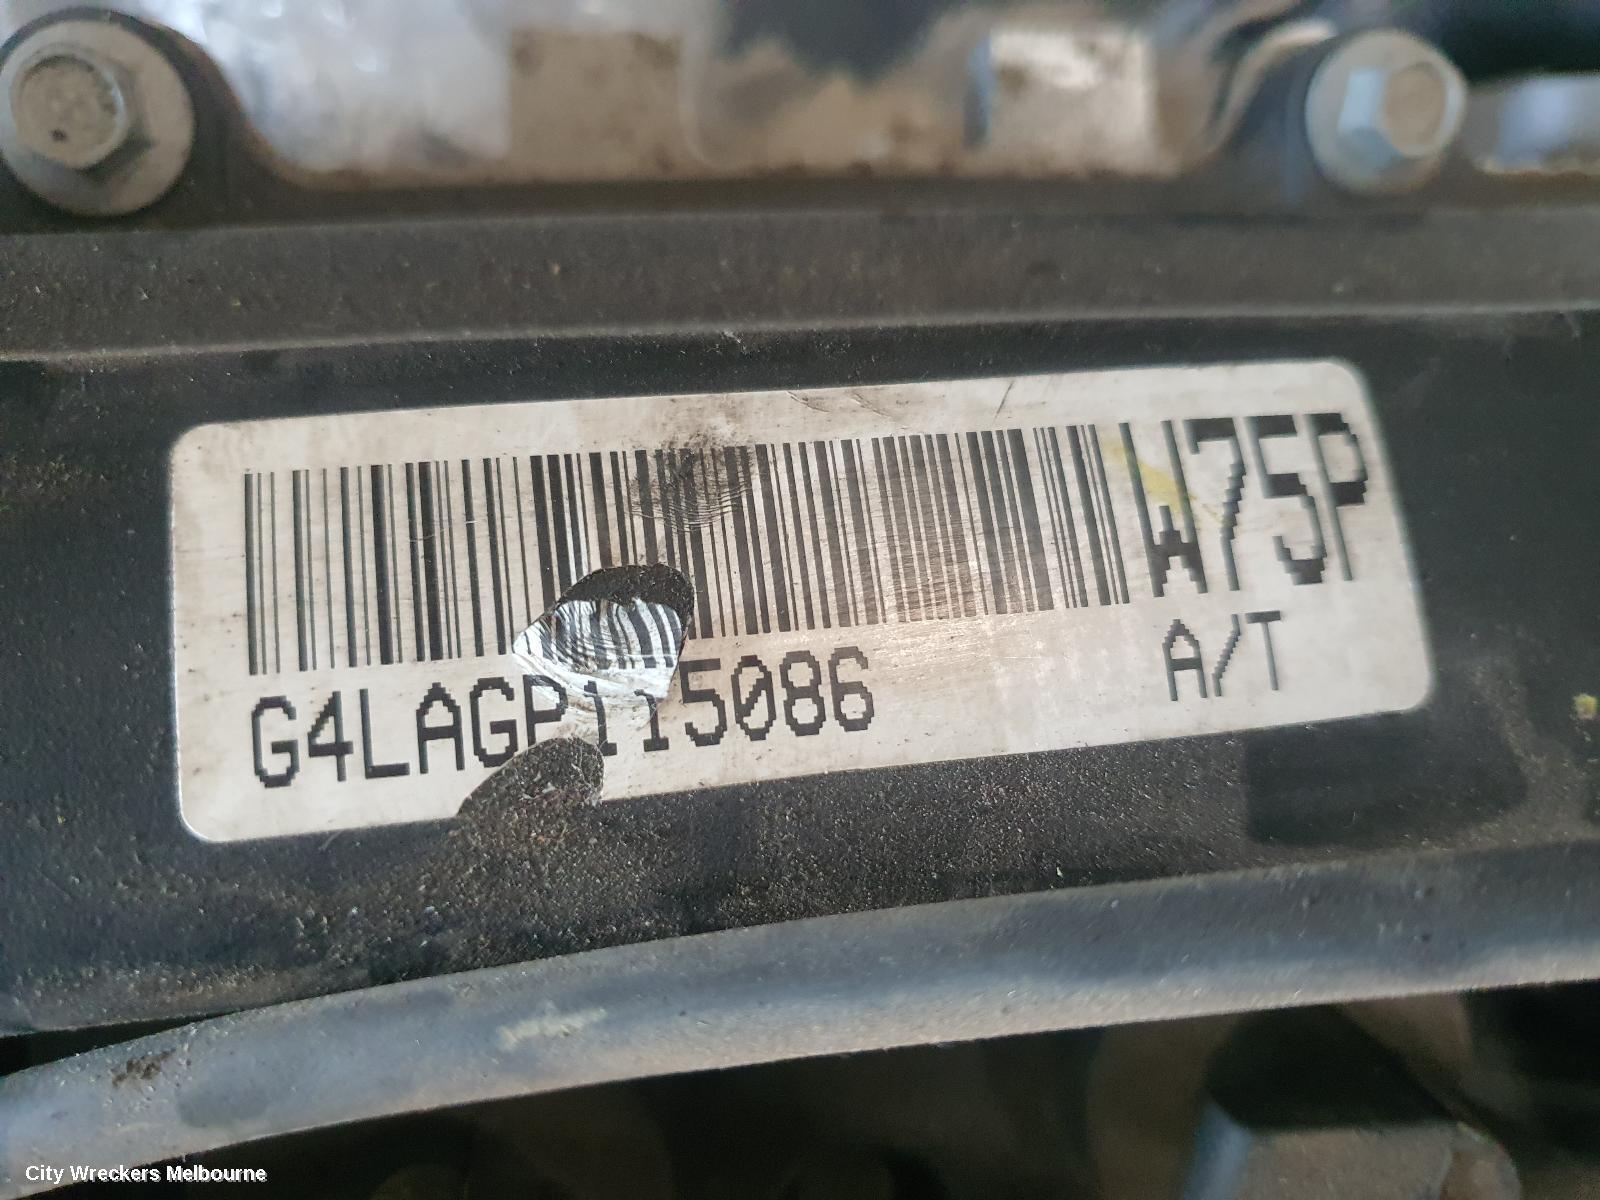 W75P
A/T
G4LAGP115086
City Wreckers Melbourne